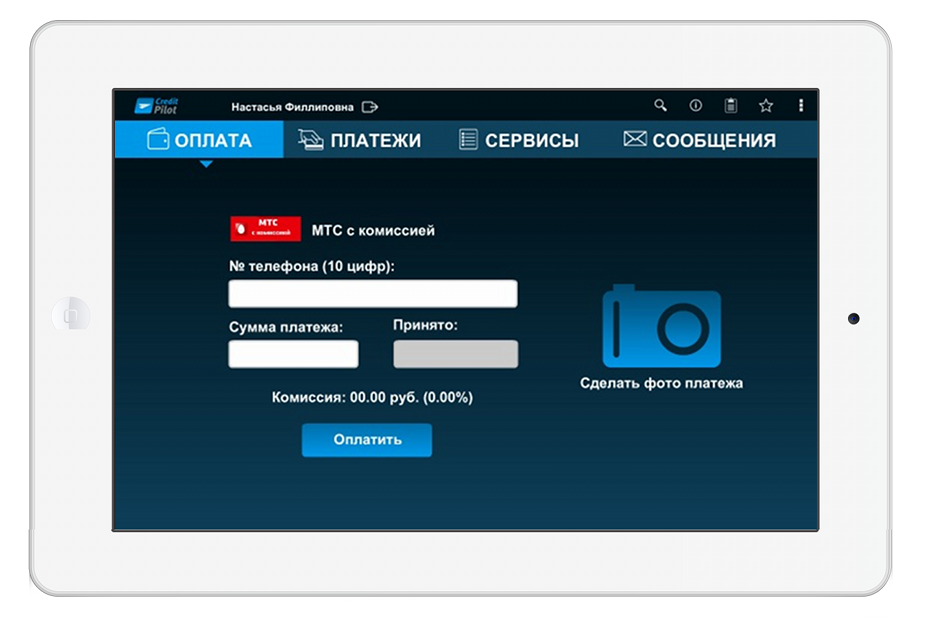 Credit
Pilot
Настасья Филлиповна
ОПЛАТА ПЛАТЕЖИ СЕРВИСЫ СООБЩЕНИЯ
МТС
с комиссией
МТС с комиссией
№ телефона (10 цифр):
Сумма платежа: Принято:
Сделать фото платежа
Комиссия: 00.00 руб. (0.00%)
Оплатить